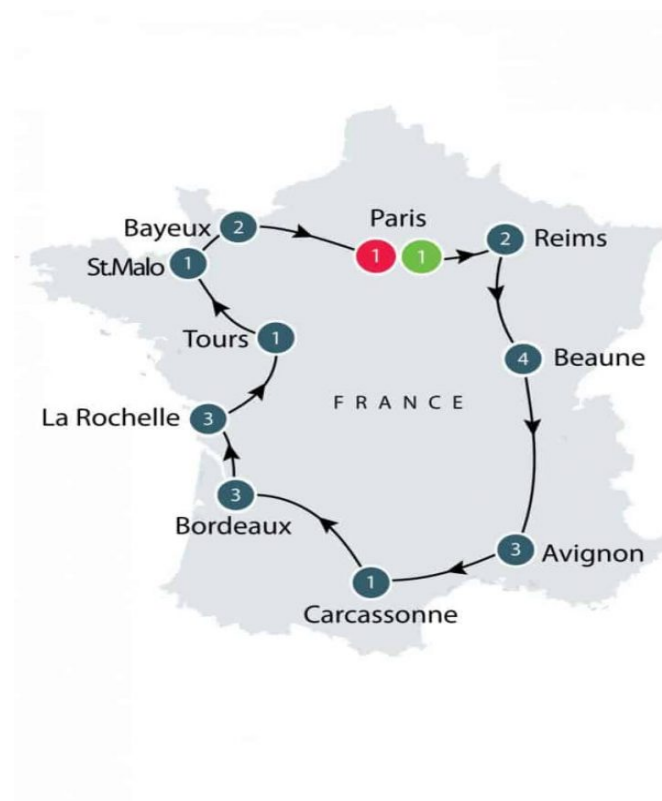 Paris
Bayeux 2
1 1
2 Reims
St.Malo 1
Tours 1
4 Beaune
F R A N C E
La Rochelle 3
3
Bordeaux
3 Avignon
1
Carcassonne